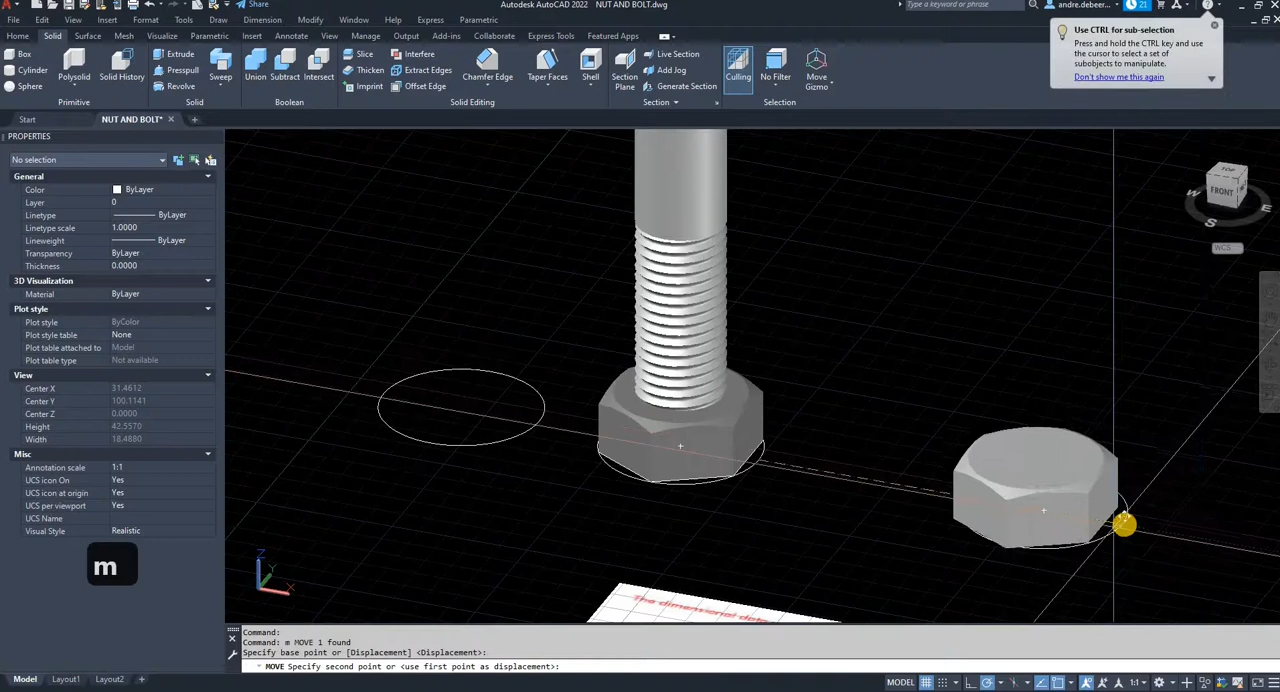 Share
Autodesk AutoCAD 2022 NUT AND BOLT.dwg
Type a keyword or phrase
andre.debeer...
21
File Edit View Insert Format Tools Draw Dimension Modify Window Help Express Parametric
Home Solid Surface Mesh Visualize Parametric Insert Annotate View Manage Output Add-ins Collaborate Express Tools Featured Apps
Box
Cylinder
Sphere
Polysolid
Solid History
Extrude
Presspull
Revolve
Sweep
Union
Subtract
Intersect
Slice
Thicken
Imprint
Interfere
Extract Edges
Offset Edge
Chamfer Edge
Taper Faces
Shell
Section Plane
Live Section
Add Jog
Generate Section
Culling
No Filter
Move Gizmo
Primitive Solid Boolean Solid Editing Section Selection
Use CTRL for sub-selection
Press and hold the CTRL key and use
the cursor to select a set of
subobjects to manipulate.
Don't show me this again
Start NUT AND BOLT*
PROPERTIES
No selection
General
Color ByLayer
Layer 0
Linetype ByLayer
Linetype scale 1.0000
Lineweight ByLayer
Transparency ByLayer
Thickness 0.0000
3D Visualization
Material ByLayer
Plot style
Plot style ByColor
Plot style table None
Plot table attached to Model
Plot table type Not available
View
Center X 31.4612
Center Y 100.1141
Center Z 0.0000
Height 42.5570
Width 18.4880
Misc
Annotation scale 1:1
UCS icon On Yes
UCS icon at origin Yes
UCS per viewport Yes
UCS Name
Visual Style Realistic
m
TOP
FRONT
W
S
E
WCS
Z
Y
X
The dimensional data
Command:
Command: m MOVE 1 found
Specify base point or [Displacement] <Displacement>:
MOVE Specify second point or <use first point as displacement>:
Model Layout1 Layout2
MODEL
1:1